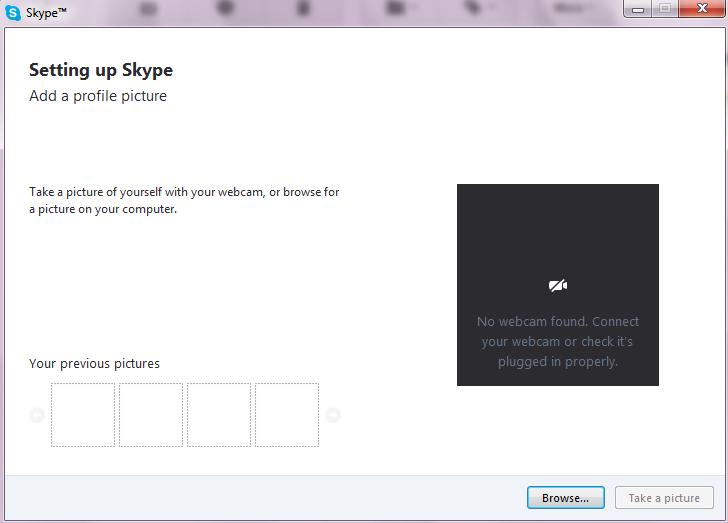 Skype™
Setting up Skype
Add a profile picture
Take a picture of yourself with your webcam, or browse for
a picture on your computer.
No webcam found. Connect
your webcam or check it's
plugged in properly.
Your previous pictures
Browse...
Take a picture